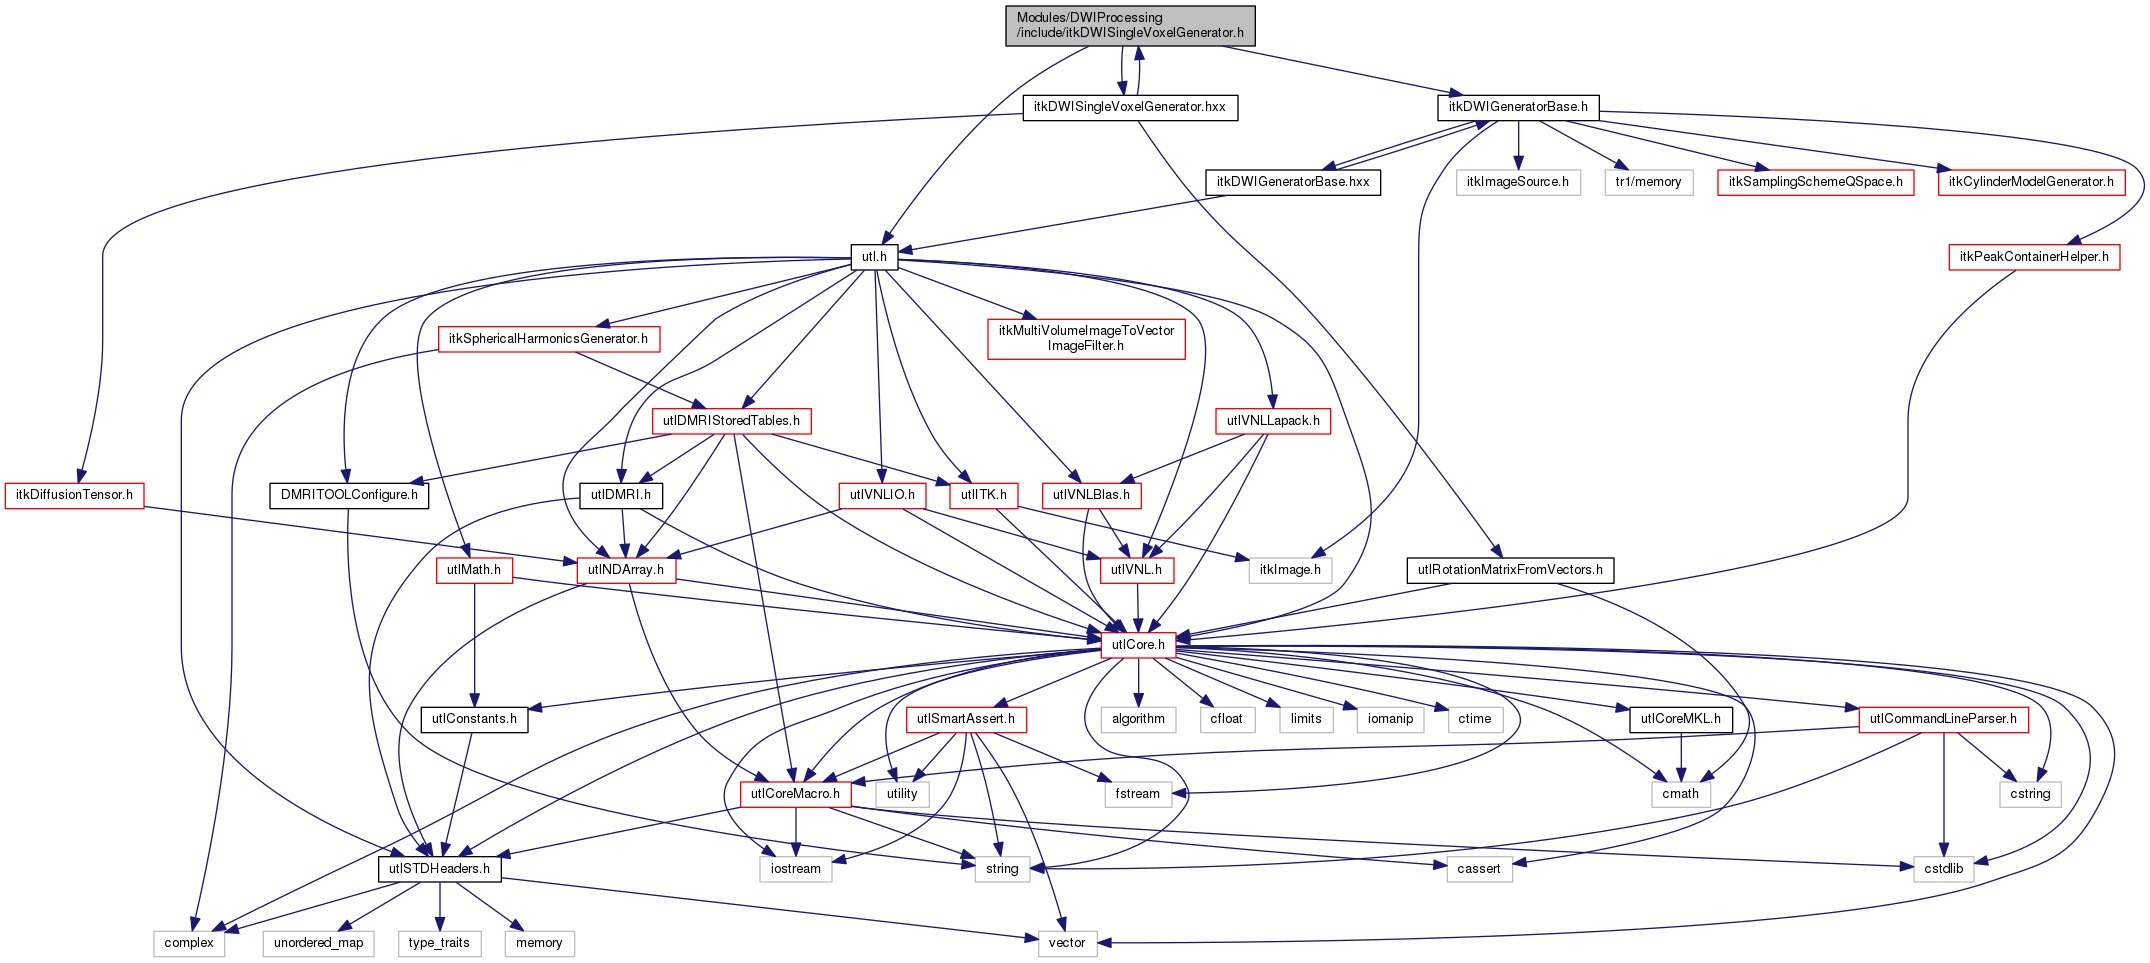 Modules/DWIProcessing
/include/itkDWISingleVoxelGenerator.h
itkDWISingleVoxelGenerator.hxx
itkDWIGeneratorBase.h
itkDWIGeneratorBase.hxx
itkImageSource.h
tr1/memory
itkSamplingSchemeQSpace.h
itkCylinderModelGenerator.h
utl.h
itkPeakContainerHelper.h
itkSphericalHarmonicsGenerator.h
itkMultiVolumeImageToVector
ImageFilter.h
utlDMRIStoredTables.h
utlVNLLapack.h
itkDiffusionTensor.h
DMRITOOLConfigure.h
utlDMRI.h
utlVNLIO.h
utlITK.h
utlVNLBlas.h
utlMath.h
utlNDArray.h
utlVNL.h
itkImage.h
utlRotationMatrixFromVectors.h
utlCore.h
utlConstants.h
utlSmartAssert.h
algorithm
cfloat
limits
iomanip
ctime
utlCoreMKL.h
utlCommandLineParser.h
utlCoreMacro.h
utility
fstream
cmath
cstring
utlSTDHeaders.h
iostream
string
cassert
cstdlib
complex
unordered_map
type_traits
memory
vector